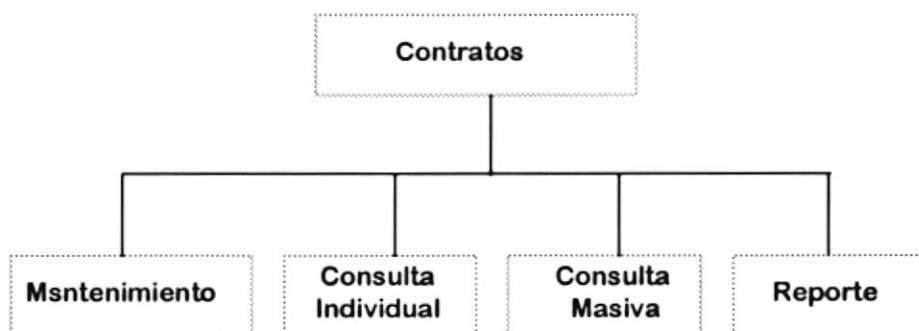 Contratos
Msntenimiento
Consulta
Individual
Consulta
Masiva
Reporte